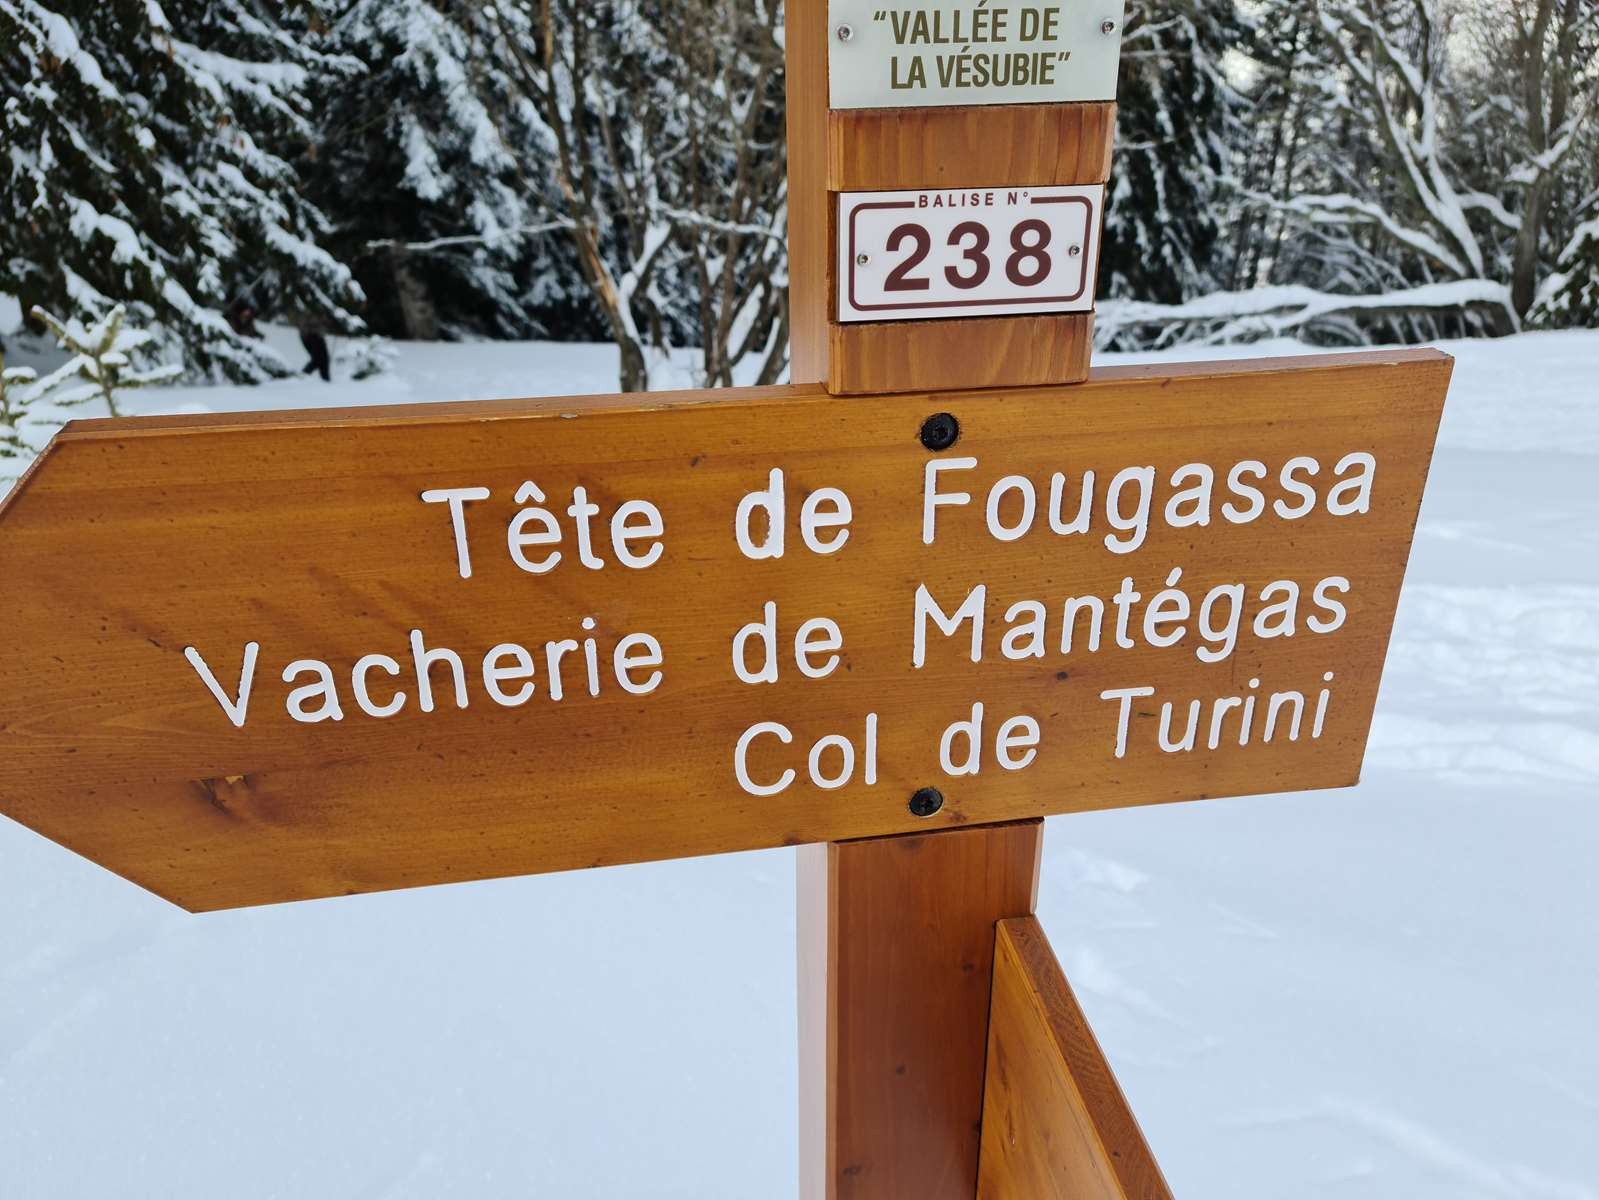 "VALLÉE DE
LA VÉSUBIE"
BALISE N°
238
Tête de Fougassa
Vacherie de Mantégas
Col de Turini